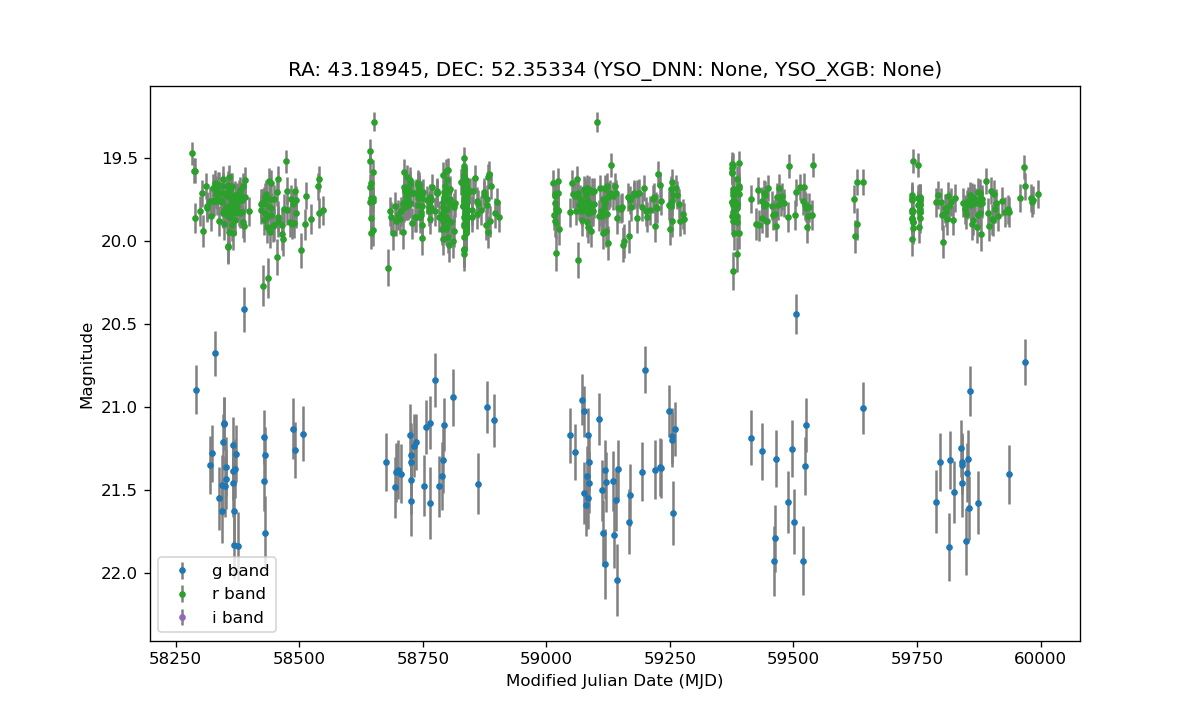 RA: 43.18945, DEC: 52.35334 (YSO_DNN: None, YSO_XGB: None)
19.5
20.0
20.5
21.0
21.5
22.0
Magnitude
g band
r band
i band
58250
58500
58750
59000
59250
59500
59750
60000
Modified Julian Date (MJD)